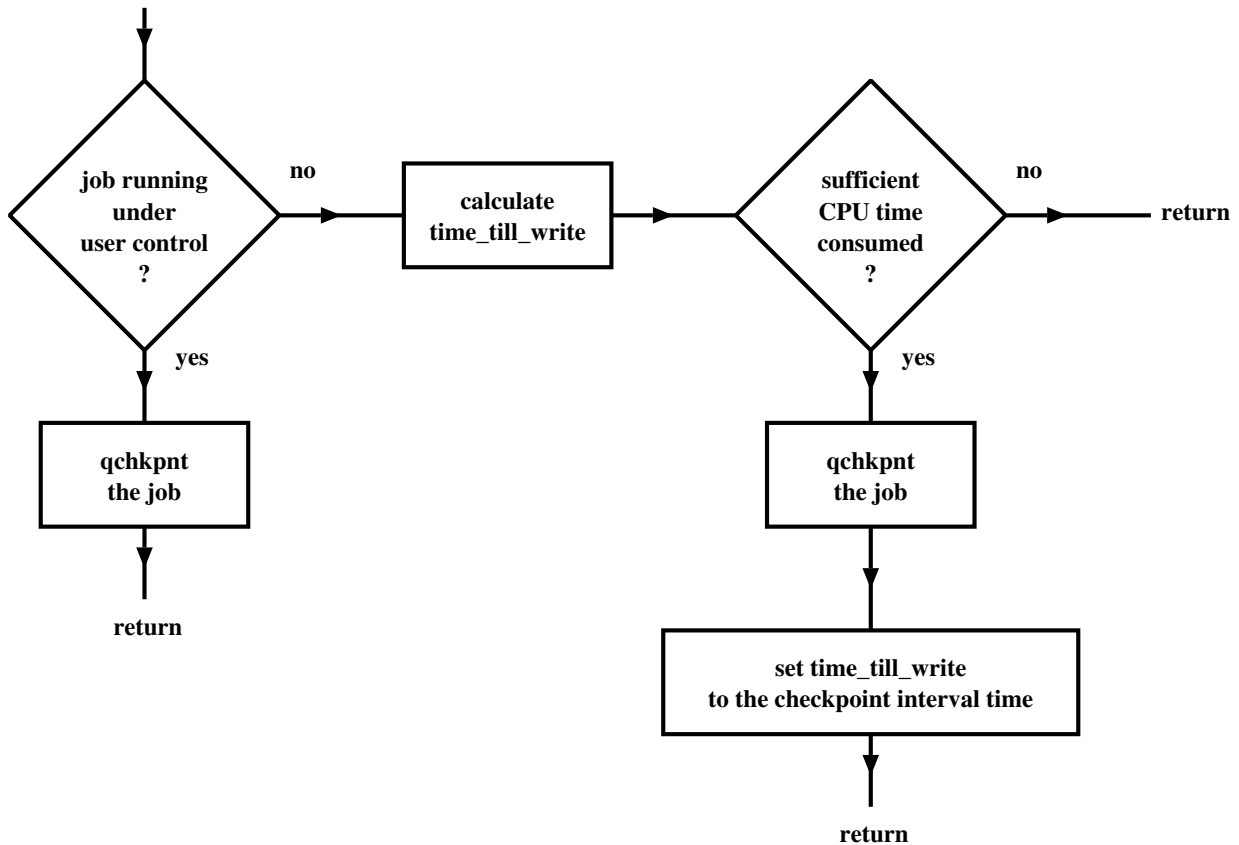 job running
under
user control
?
no
calculate
time_till_write
sufficient
CPU time
consumed
?
no
return
yes
qchkpnt
the job
return
yes
qchkpnt
the job
set time_till_write
to the checkpoint interval time
return